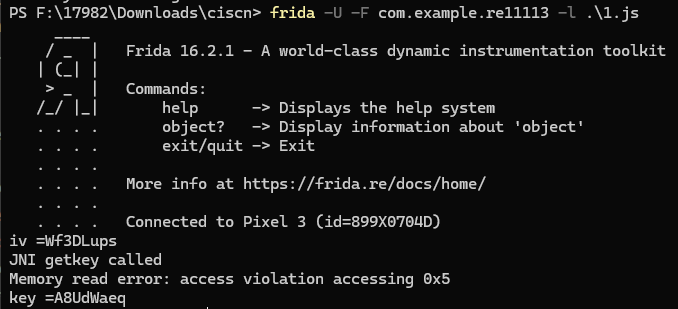 PS F:\17982\Downloads\ciscn> frida -U -F com.example.re11113 -l .\1.js
     ____
    / _  |   Frida 16.2.1 - A world-class dynamic instrumentation toolkit
   | (_| |
    > _  |   Commands:
   /_/ |_|       help      -> Displays the help system
   . . . .       object?   -> Display information about 'object'
   . . . .       exit/quit -> Exit
   . . . .
   . . . .   More info at https://frida.re/docs/home/
   . . . .
   . . . .   Connected to Pixel 3 (id=899X0704D)
iv =Wf3DLups
JNI getkey called
Memory read error: access violation accessing 0x5
key =A8UdWaeq